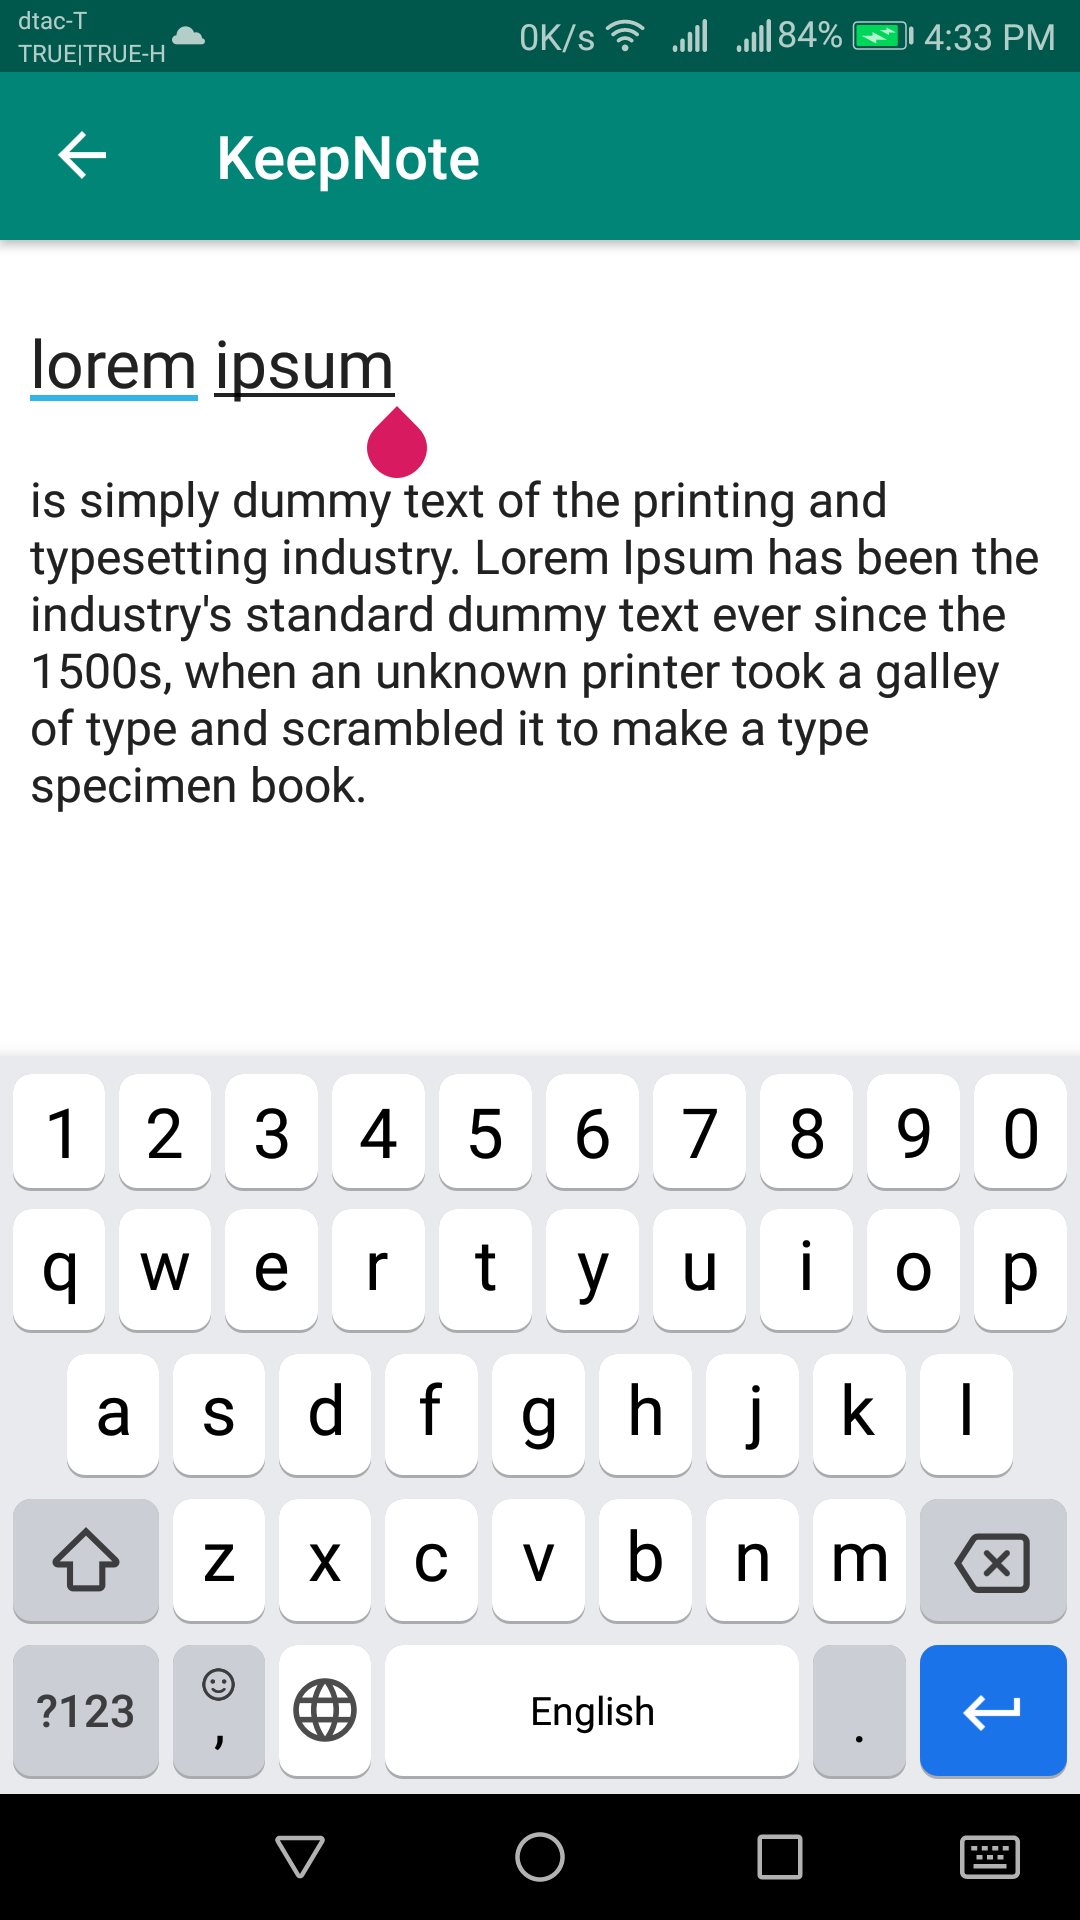 dtac-T
TRUE|TRUE-H
0K/s 84% 4:33 PM
KeepNote
lorem ipsum
is simply dummy text of the printing and
typesetting industry. Lorem Ipsum has been the
industry's standard dummy text ever since the
1500s, when an unknown printer took a galley
of type and scrambled it to make a type
specimen book.
1 2 3 4 5 6 7 8 9 0
q w e r t y u i o p
a s d f g h j k l
z x c v b n m
?123 , English .